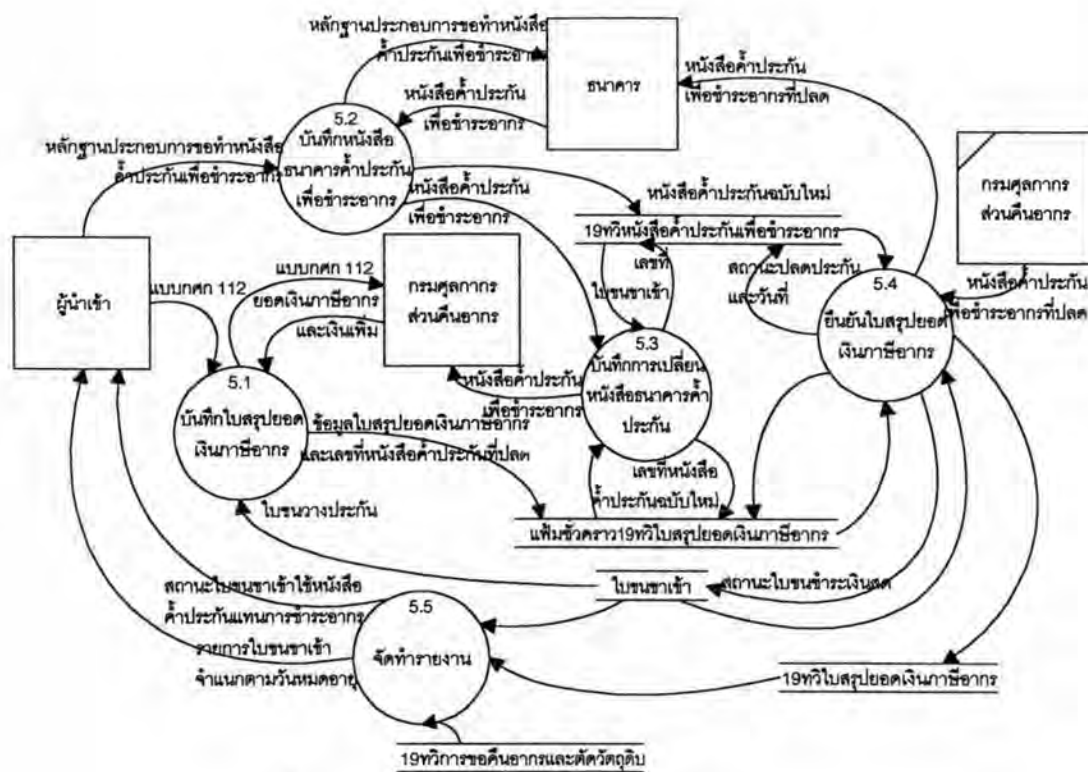 หลักฐานประกอบการขอทำหนังสือ
ค้ำประกันเพื่อชำระอากร
ธนาคาร
หนังสือค้ำประกัน
เพื่อชำระอากรที่ปลด
หนังสือค้ำประกัน
เพื่อชำระอากร
5.2
บันทึกหนังสือ
ธนาคารค้ำประกัน
เพื่อชำระอากร
หลักฐานประกอบการขอทำหนังสือ
ค้ำประกันเพื่อชำระอากร
หนังสือค้ำประกัน
เพื่อชำระอากร
หนังสือค้ำประกันฉบับใหม่
19ทวิหนังสือค้ำประกันเพื่อชำระอากร
กรมศุลกากร
ส่วนคืนอากร
ผู้นำเข้า
แบบกศก 112
แบบกศก 112
ยอดเงินภาษีอากร
และเงินเพิ่ม
กรมศุลกากร
ส่วนคืนอากร
เลขที่
ใบขนขาเข้า
สถานะปลดประกัน
และวันที่
5.4
ยืนยันใบสรุปยอด
เงินภาษีอากร
หนังสือค้ำประกัน
เพื่อชำระอากรที่ปลด
5.3
บันทึกการเปลี่ยน
หนังสือธนาคารค้ำ
ประกัน
หนังสือค้ำประกัน
เพื่อชำระอากร
5.1
บันทึกใบสรุปยอด
เงินภาษีอากร
ข้อมูลใบสรุปยอดเงินภาษีอากร
และเลขที่หนังสือค้ำประกันที่ปลด
เลขที่หนังสือ
ค้ำประกันฉบับใหม่
ใบขนวางประกัน
แฟ้มชั่วคราว19ทวิใบสรุปยอดเงินภาษีอากร
ใบขนขาเข้า
สถานะใบขนชำระเงินสด
สถานะใบขนขาเข้าใช้หนังสือ
ค้ำประกันแทนการชำระอากร
รายการใบขนขาเข้า
จำแนกตามวันหมดอายุ
5.5
จัดทำรายงาน
19ทวิใบสรุปยอดเงินภาษีอากร
19ทวิการขอคืนอากรและตัดวัตถุดิบ